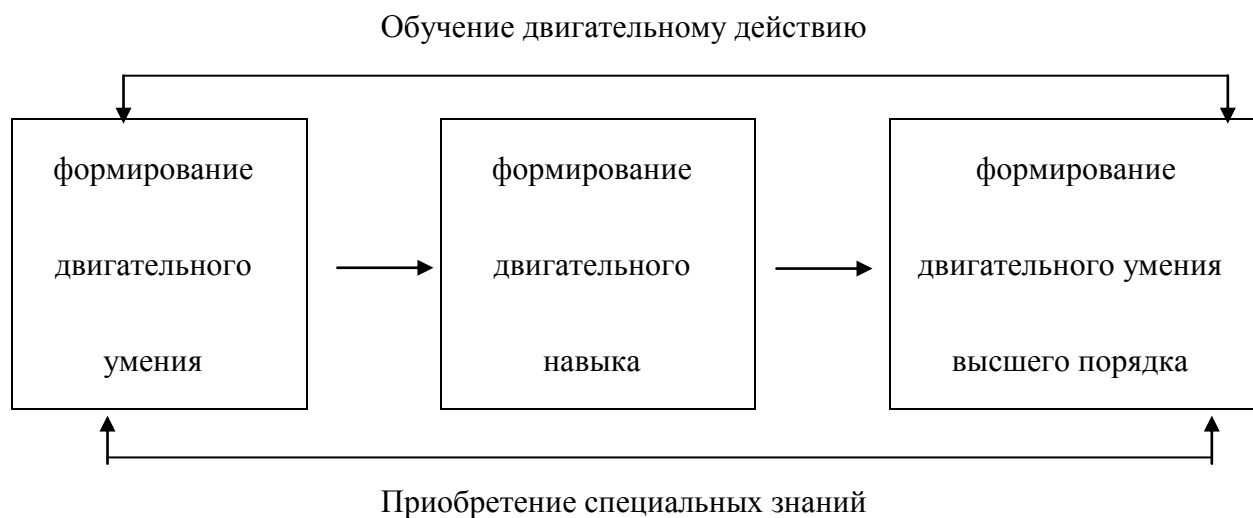 Обучение двигательному действию
формирование
двигательного
умения
формирование
двигательного
навыка
формирование
двигательного умения
высшего порядка
Приобретение специальных знаний